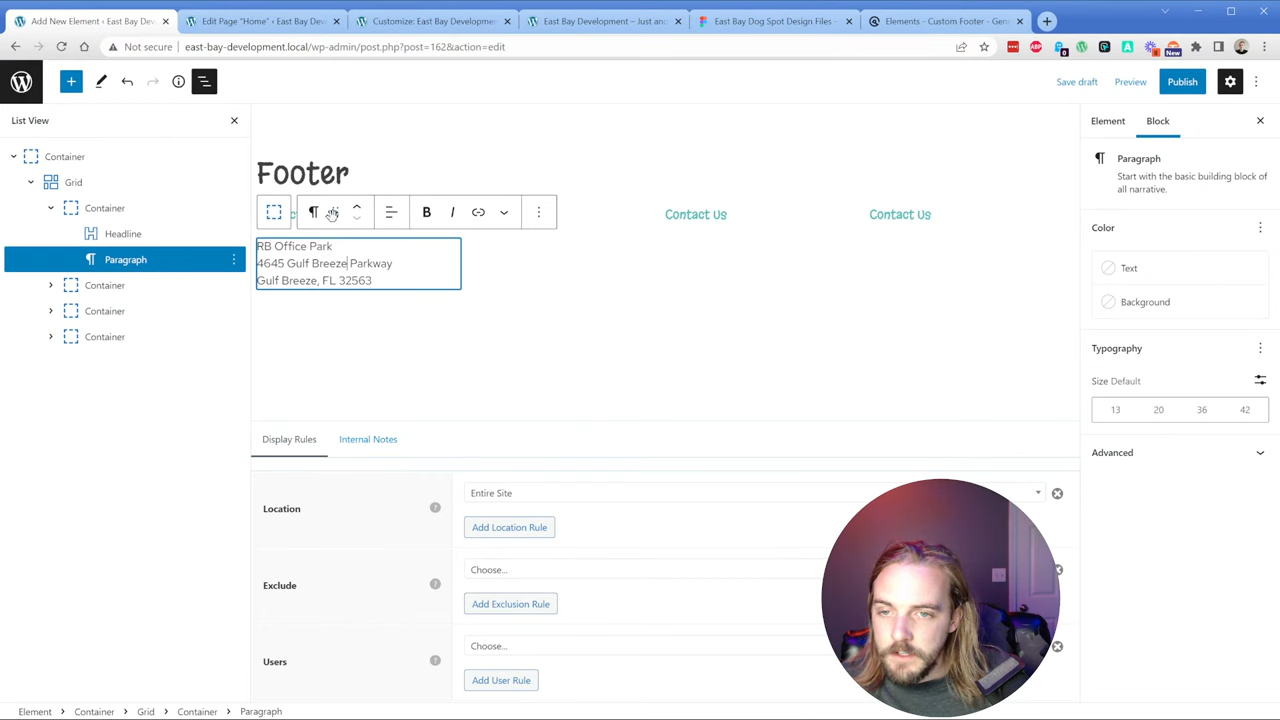 Add New Element ‹ East Bay Dev
Edit Page "Home" ‹ East Bay Dev
Customize: East Bay Developmen
East Bay Development – Just an
East Bay Dog Spot Design Files –
Elements - Custom Footer - Gene
Not secure
east-bay-development.local/wp-admin/post.php?post=162&action=edit
New
Save draft
Preview
Publish
List View
Container
Grid
Container
Headline
Paragraph
Container
Container
Container
Footer
Contact Us
Contact Us
RB Office Park
4645 Gulf Breeze Parkway
Gulf Breeze, FL 32563
Display Rules
Internal Notes
Location
Entire Site
Add Location Rule
Exclude
Choose...
Add Exclusion Rule
Users
Choose...
Add User Rule
Element
Block
Paragraph
Start with the basic building block of
all narrative.
Color
Text
Background
Typography
Size Default
13
20
36
42
Advanced
Element
Container
Grid
Container
Paragraph